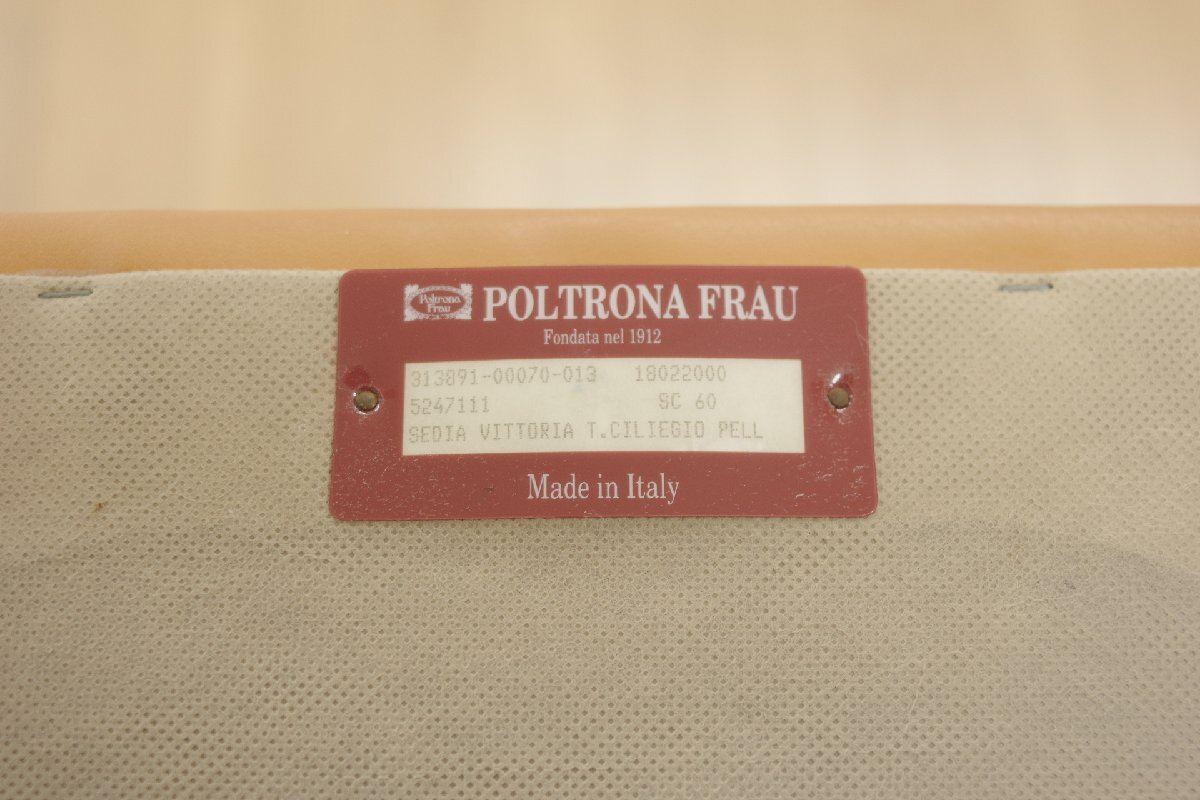 Poltrona
Frau
POLTRONA FRAU
Fondata nel 1912
313891-00070-013 18022000
5247111 SC 60
SEDIA VITTORIA T.CILIEGIO PELL
Made in Italy